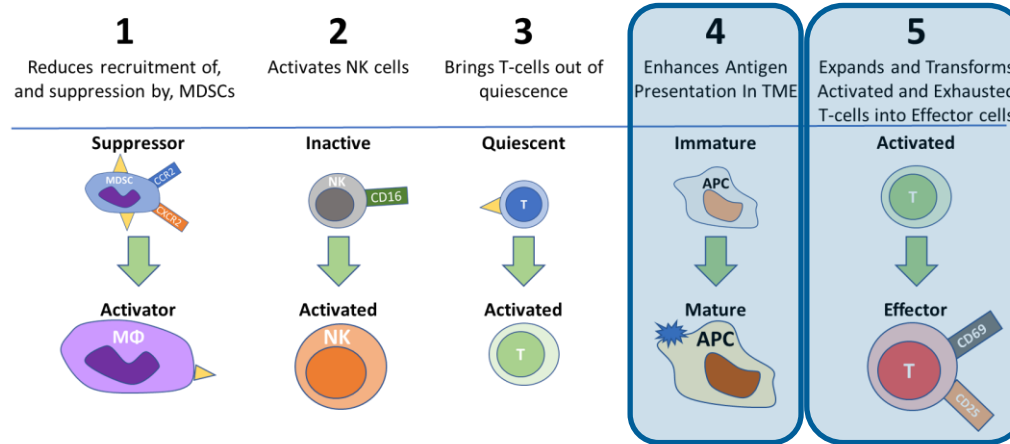 1
Reduces recruitment of,
and suppression by, MDSCs
2
Activates NK cells
3
Brings T-cells out of
quiescence
4
Enhances Antigen
Presentation In TME
5
Expands and Transforms
Activated and Exhausted
T-cells into Effector cells
Suppressor
MDSC
CCR2
CXCR2
Inactive
NK
CD16
Quiescent
T
Immature
APC
Activated
T
Activator
MΦ
Activated
NK
Activated
T
Mature
APC
Effector
T
CD69
CD25